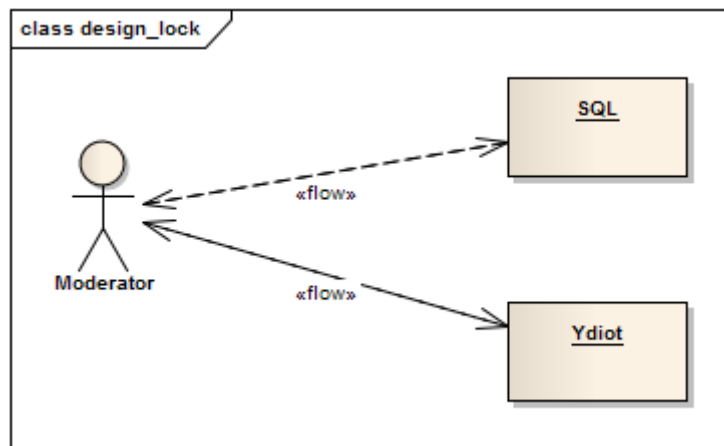 class design_lock
SQL
«flow»
Moderator
«flow»
Ydiot